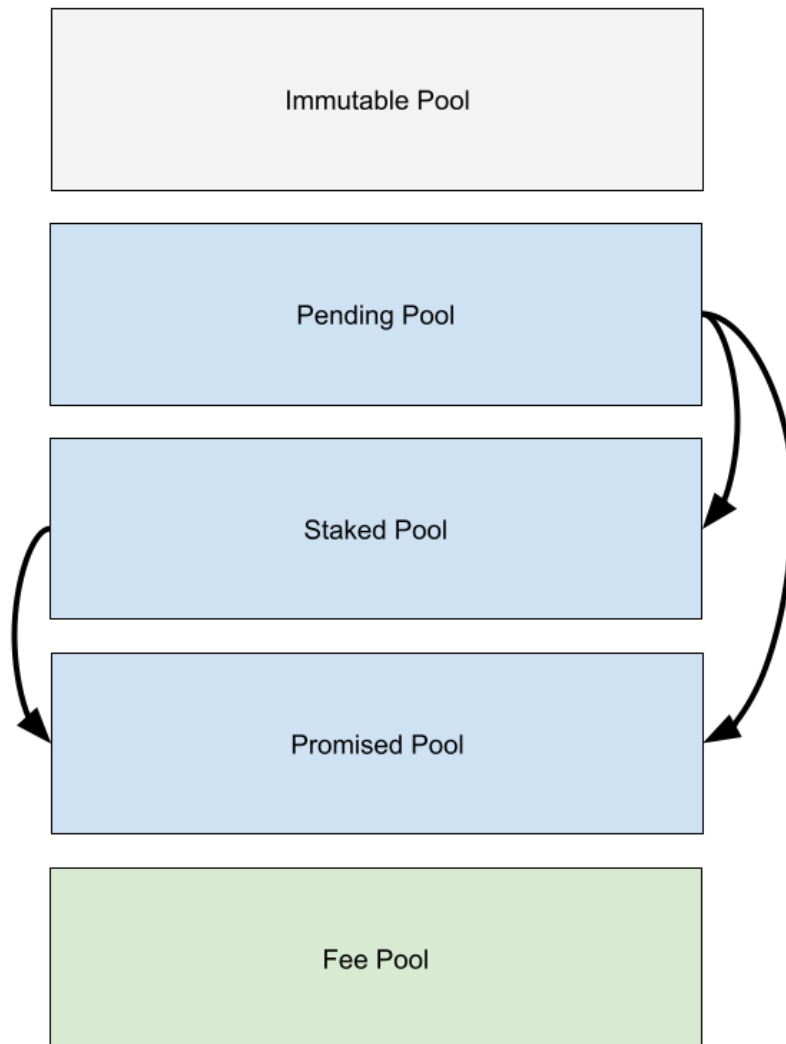 Immutable Pool
Pending Pool
Staked Pool
Promised Pool
Fee Pool